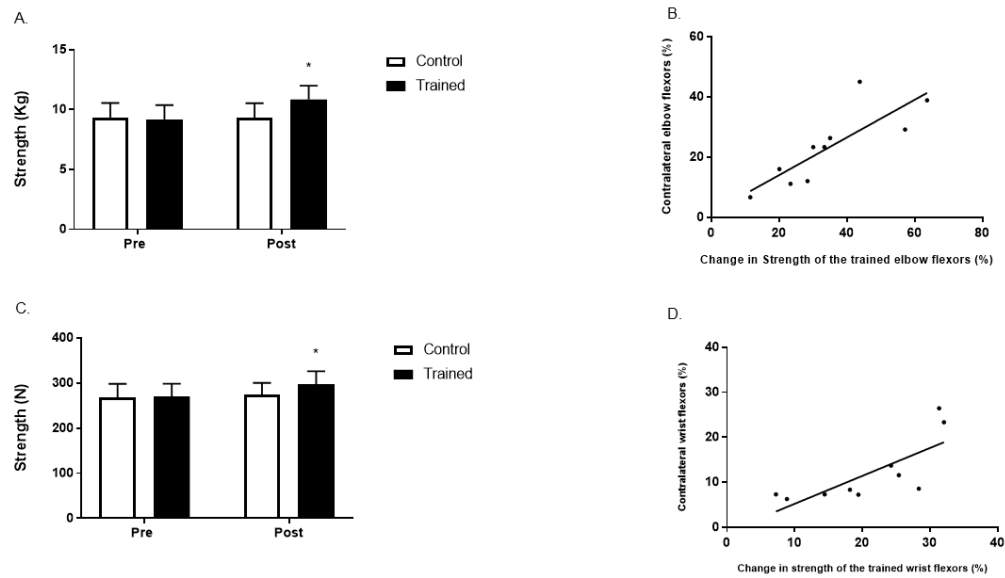 A.
Strength (Kg)
15
10
5
0
Pre
Post
*
Control
Trained
B.
Contralateral elbow flexors (%)
60
40
20
0
0
20
40
60
80
Change in Strength of the trained elbow flexors (%)
C.
Strength (N)
400
300
200
100
0
Pre
Post
*
Control
Trained
D.
Contralateral wrist flexors (%)
40
30
20
10
0
0
10
20
30
40
Change in strength of the trained wrist flexors (%)